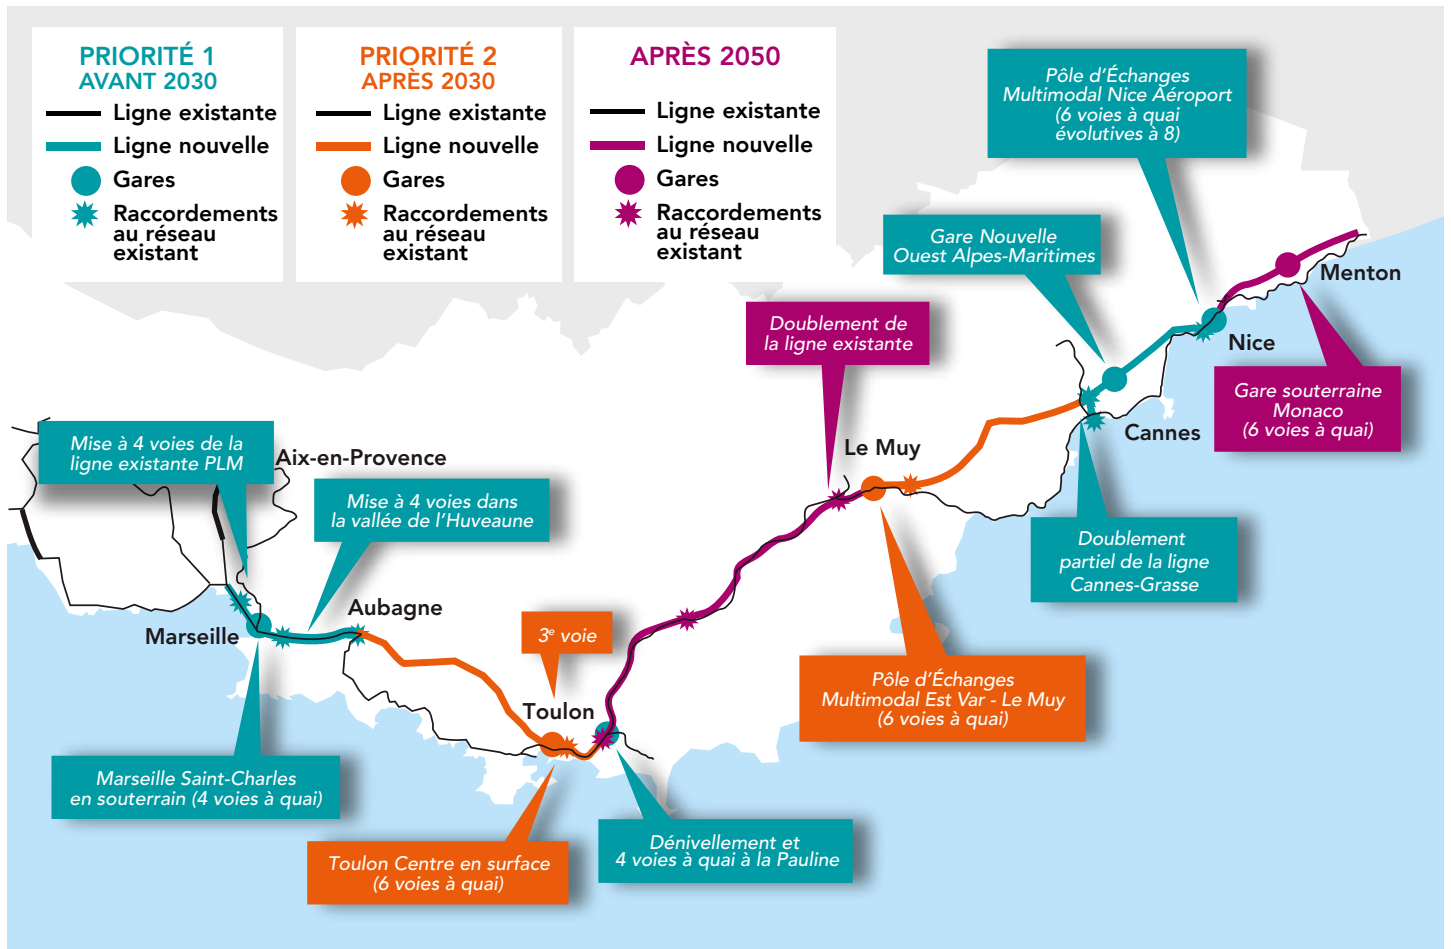 PRIORITÉ 1
AVANT 2030
Ligne existante
Ligne nouvelle
Gares
Raccordements
au réseau
existant
PRIORITÉ 2
APRÈS 2030
Ligne existante
Ligne nouvelle
Gares
Raccordements
au réseau
existant
APRÈS 2050
Ligne existante
Ligne nouvelle
Gares
Raccordements
au réseau
existant
Pôle d'Échanges
Multimodal Nice Aéroport
(6 voies à quai
évolutives à 8)
Gare Nouvelle
Ouest Alpes-Maritimes
Menton
Doublement de
la ligne existante
Nice
Gare souterraine
Monaco
(6 voies à quai)
Mise à 4 voies de la
ligne existante PLM
Aix-en-Provence
Le Muy
Cannes
Mise à 4 voies dans
la vallée de l'Huveaune
Doublement
partiel de la ligne
Cannes-Grasse
Aubagne
Marseille
3e voie
Pôle d'Échanges
Multimodal Est Var - Le Muy
(6 voies à quai)
Toulon
Marseille Saint-Charles
en souterrain (4 voies à quai)
Toulon Centre en surface
(6 voies à quai)
Dénivellement et
4 voies à quai à la Pauline